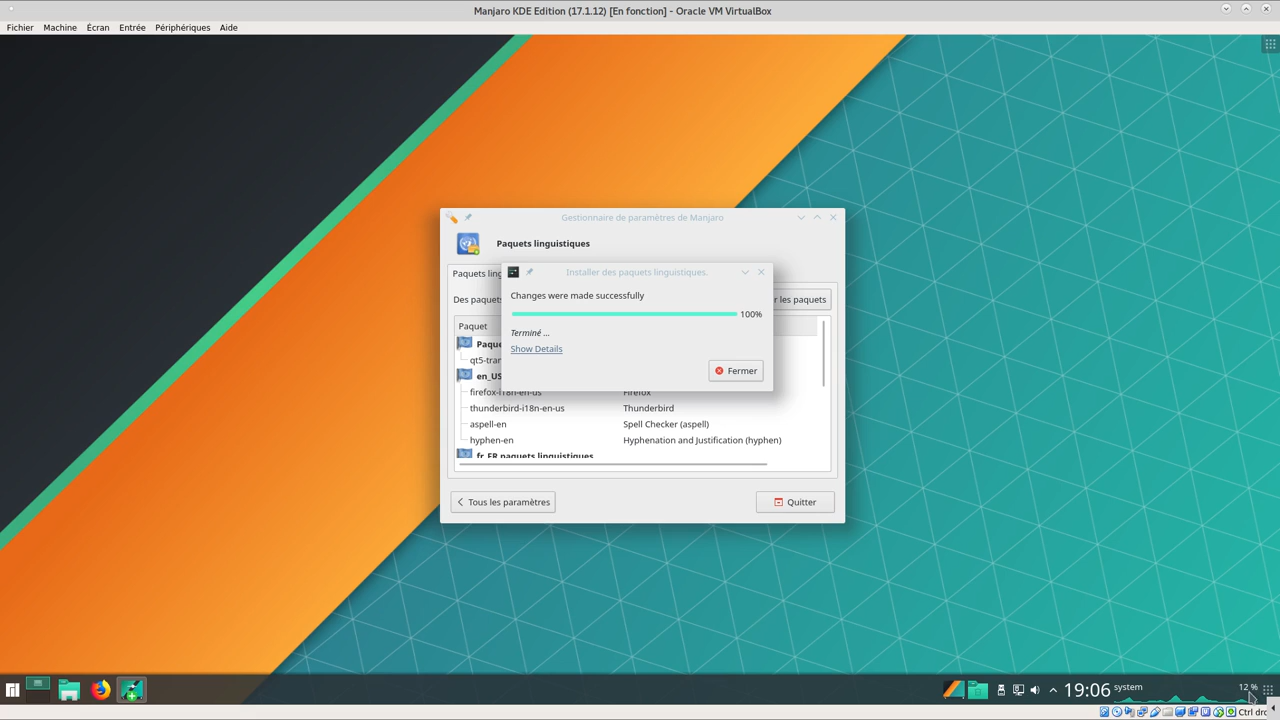 Manjaro KDE Edition (17.1.12) [En fonction] - Oracle VM VirtualBox
Fichier Machine Écran Entrée Périphériques Aide
Gestionnaire de paramètres de Manjaro
Paquets linguistiques
Installer des paquets linguistiques.
Changes were made successfully
100%
Terminé ...
Show Details
Fermer
Des paquets
r les paquets
Paquet
qt5-tran
en_US
firefox-i18n-en-us Firefox
thunderbird-i18n-en-us Thunderbird
aspell-en Spell Checker (aspell)
hyphen-en Hyphenation and Justification (hyphen)
fr_FR paquets linguistiques
Tous les paramètres Quitter
19:06 system 12 %
Ctrl